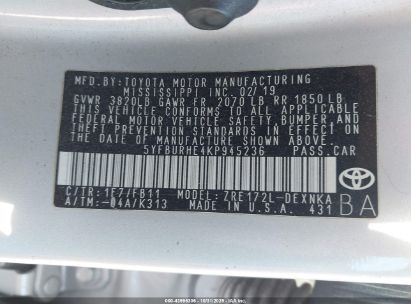 MFD.BY:TOYOTA MOTOR MANUFACTURING
MISSISSIPPI INC. 02/19
GVWR 3820LB GAWR FR 2070 LB RR 1850 LB
THIS VEHICLE CONFORMS TO ALL APPLICABLE
FEDERAL MOTOR VEHICLE SAFETY, BUMPER, AND
THEFT PREVENTION STANDARDS IN EFFECT ON
THE DATE OF MANUFACTURE SHOWN ABOVE.
5YFBURHE4KP945236 PASS.CAR
C/TR: 1F7/FB11 MODEL: ZRE172L-DEXNKA
A/TM:-04A/K313 MADE IN U.S.A. 431
TOYOTA
BA